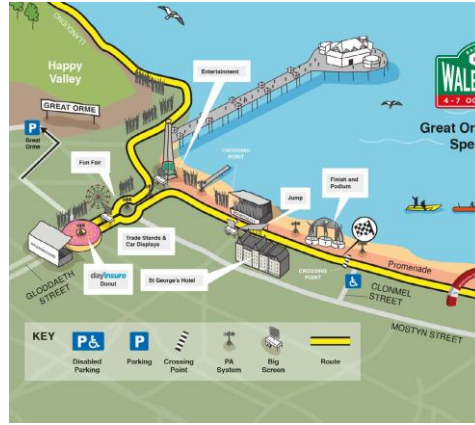 LLANDUDNO
Happy
Valley
GREAT ORME
P
Great
Orme
Entertainment
WALE
4-7 OC
Great Or
Spe
Fun Fair
CROSSING
POINT
Finish and
Podium
Jump
Trade Stands &
Car Displays
GRANDSTAND
dayinsure
Donut
St George's Hotel
GLODDAETH
STREET
CROSSING
POINT
Promenade
CLONMEL
STREET
MOSTYN STREET
KEY
P
P
Disabled
Parking
Parking
Crossing
Point
PA
System
Big
Screen
Route